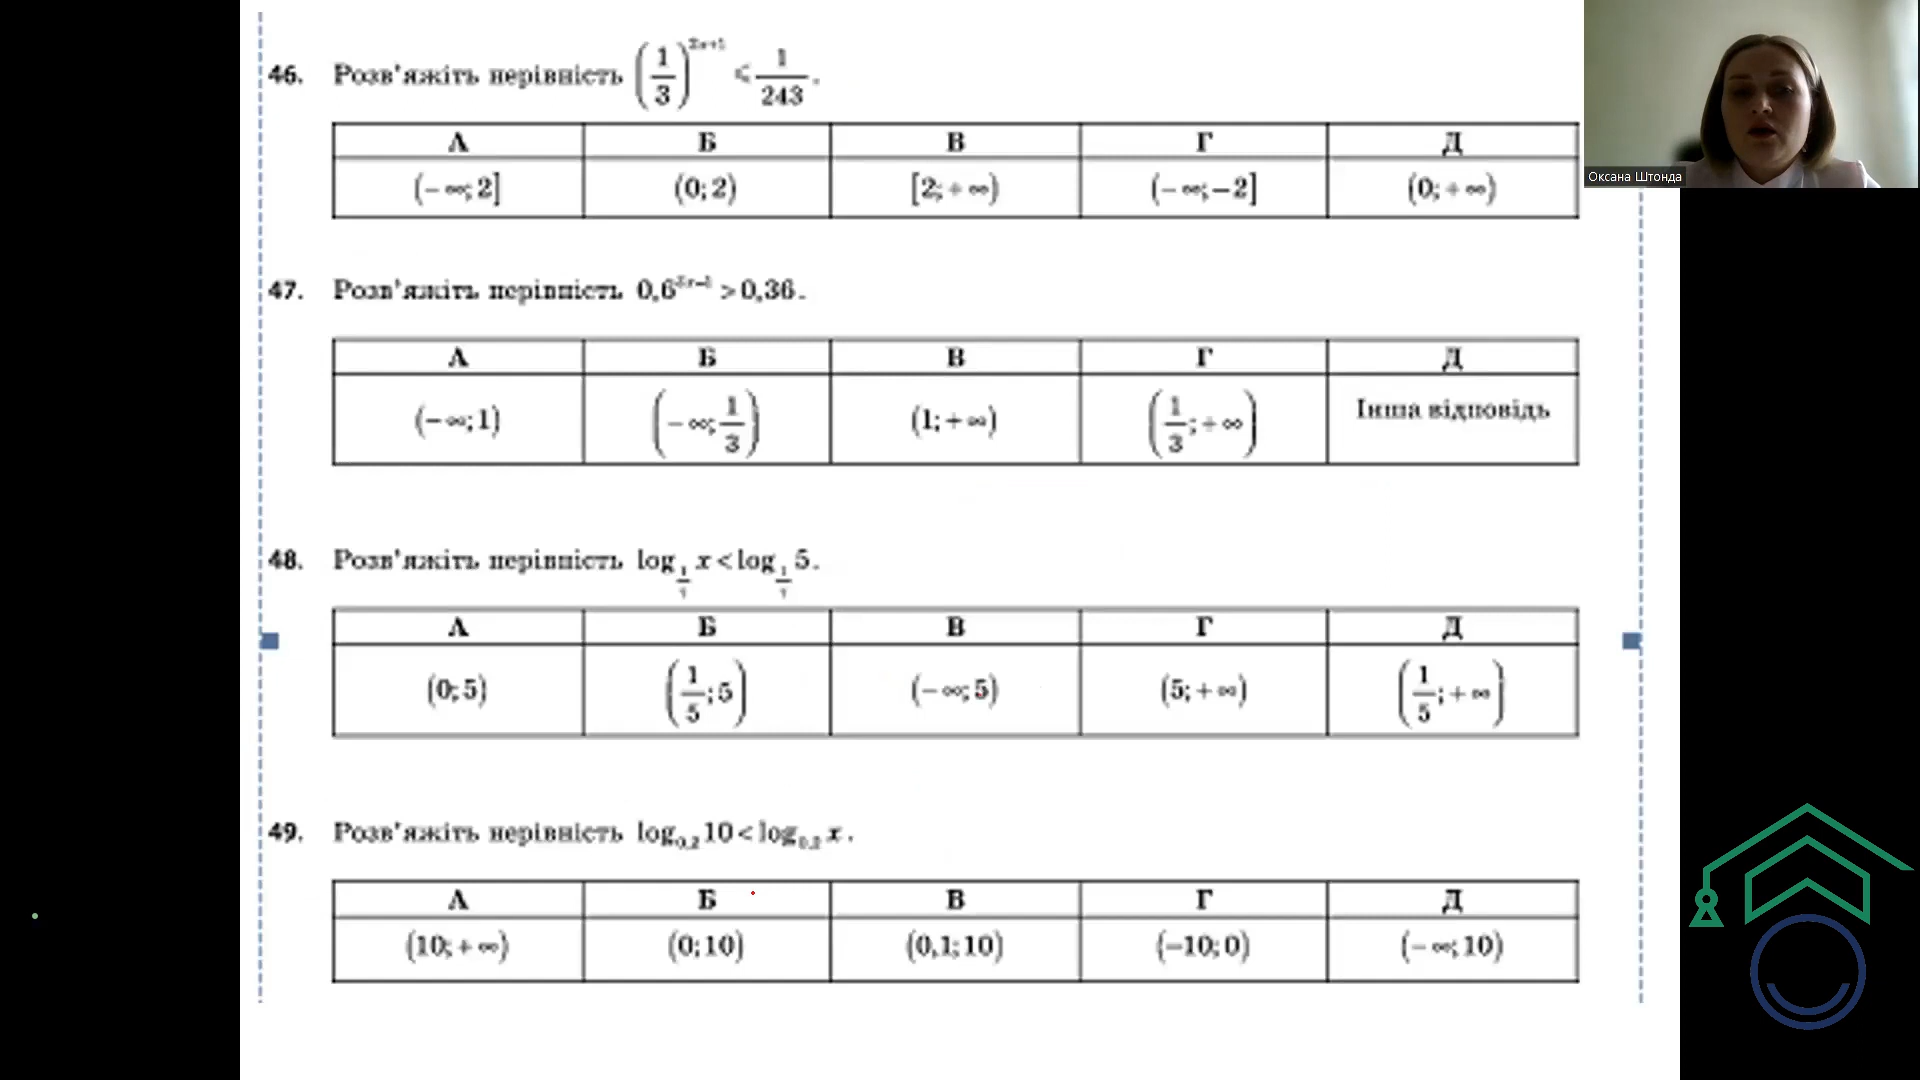 46. Розв'яжіть нерівність (1/3)^(2x+1) ⩽ 1/243.
А Б В Г Д
(−∞; 2] (0; 2) [2; +∞) (−∞; −2] (0; +∞)
47. Розв'яжіть нерівність 0,6 > 0,36.
А Б В Г Д
(−∞; 1) (−∞; 1/3) (1; +∞) (1/3; +∞) Інша відповідь
48. Розв'яжіть нерівність log x < log 5.
А Б В Г Д
(0; 5) (1/5; 5) (−∞; 5) (5; +∞) (1/5; +∞)
49. Розв'яжіть нерівність log₀,₂ 10 < log₀,₂ x.
А Б В Г Д
(10; +∞) (0; 10) (0,1; 10) (−10; 0) (−∞; 10)
Оксана Штонда